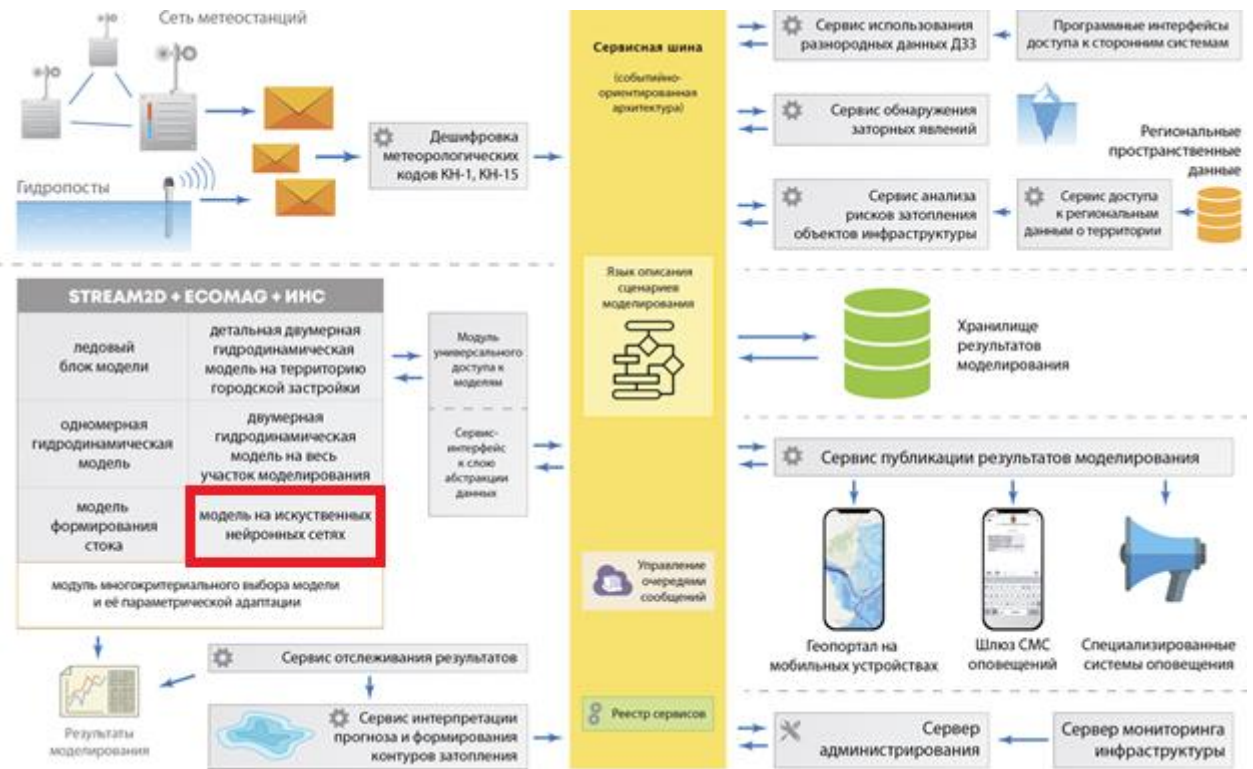 Сеть метеостанций
Гидропосты
Дешифровка
метеорологических
кодов КН-1, КН-15
Сервисная шина
(событийно-
ориентированная
архитектура)
Сервис использования
разнородных данных ДЗЗ
Программные интерфейсы
доступа к сторонним системам
Сервис обнаружения
заторных явлений
Региональные
пространственные
данные
Сервис анализа
рисков затопления
объектов инфраструктуры
Сервис доступа
к региональным
данным о территории
STREAM2D + ECOMAG + ИНС
ледовый
блок модели
детальная двумерная
гидродинамическая
модель на территорию
городской застройки
одномерная
гидродинамическая
модель
двумерная
гидродинамическая
модель на весь
участок моделирования
модель
формирования
стока
модель на искуственных
нейронных сетях
модуль многокритериального выбора модели
и её параметрической адаптации
Модуль
универсального
доступа к
моделям
Сервис-
интерфейс
к слою
абстракции
данных
Язык описания
сценариев
моделирования
Хранилище
результатов
моделирования
Сервис публикации результатов моделирования
Управление
очередями
сообщений
Геопортал на
мобильных устройствах
Шлюз СМС
оповещений
Специализированные
системы оповещения
Результаты
моделирования
Сервис отслеживания результатов
Сервис интерпретации
прогноза и формирования
контуров затопления
Реестр сервисов
Сервер
администрирования
Сервер мониторинга
инфраструктуры